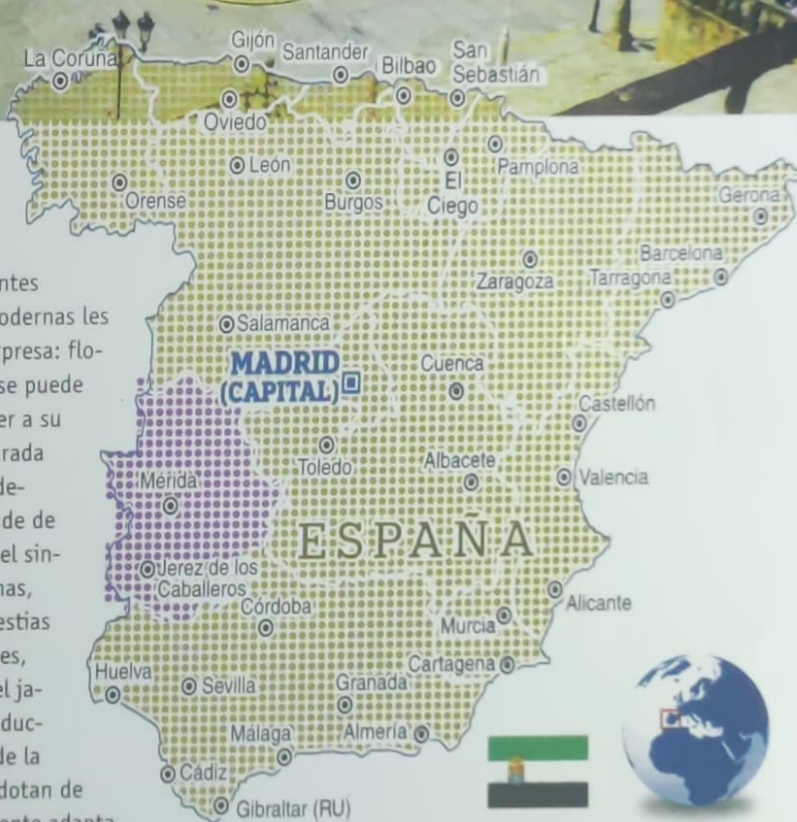 La Coruña
Gijón
Santander
Bilbao
San
Sebastián
Oviedo
León
Orense
Burgos
El
Ciego
Pamplona
Gerona
Zaragoza
Barcelona
Tarragona
Salamanca
MADRID
(CAPITAL)
Cuenca
Castellón
Toledo
Albacete
Valencia
Mérida
ESPAÑA
Jerez de los
Caballeros
Córdoba
Alicante
Murcia
Cartagena
Huelva
Sevilla
Granada
Málaga
Almería
Cádiz
Gibraltar (RU)
ntes
odernas les
presa: flo-
se puede
er a su
rada
de-
de de
el sin-
nas,
estias
es,
el ja-
duc-
de la
dotan de
ente adapta